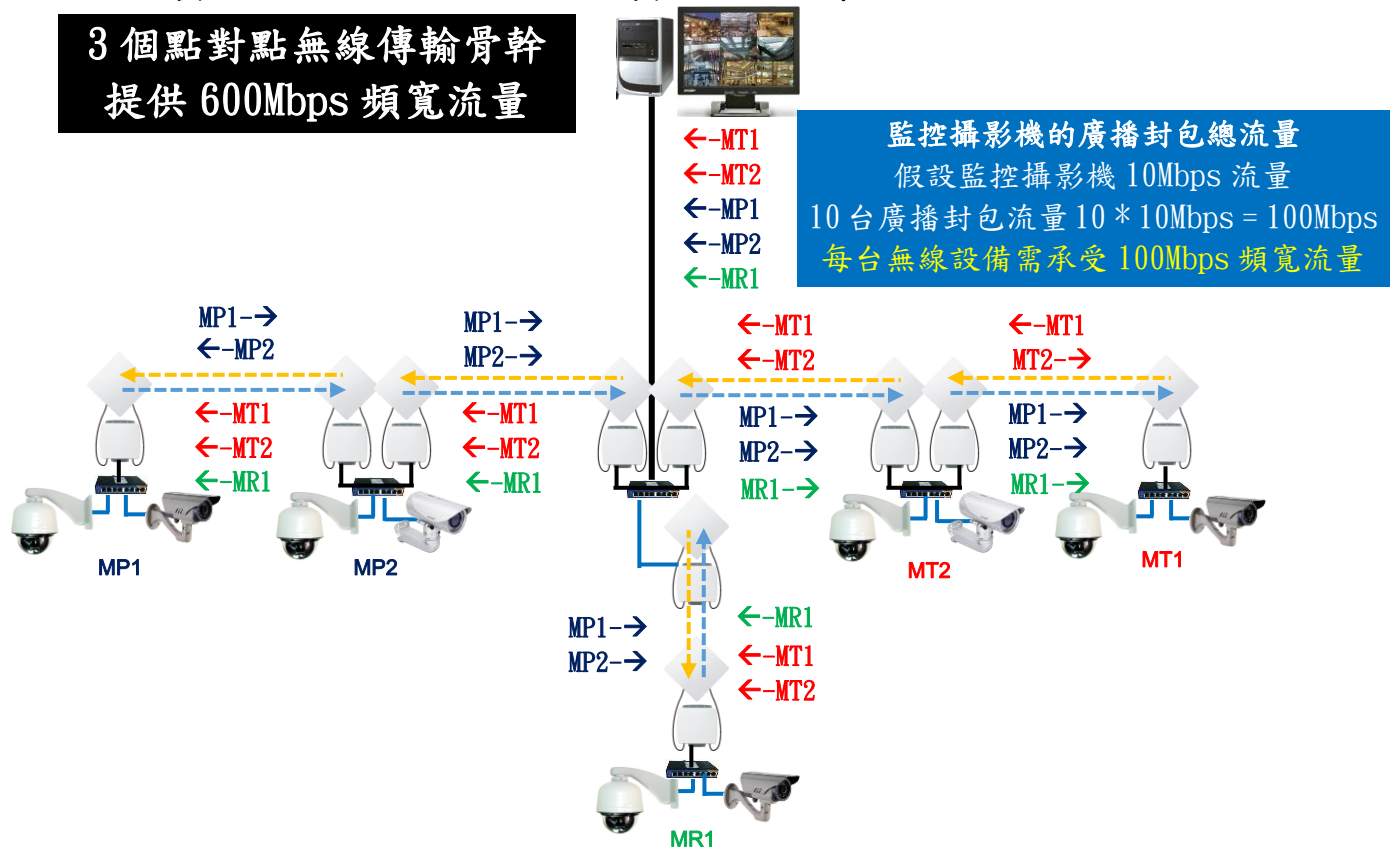 3 個點對點無線傳輸骨幹
提供 600Mbps 頻寬流量
監控攝影機的廣播封包總流量
假設監控攝影機 10Mbps 流量
10 台廣播封包流量 10 * 10Mbps = 100Mbps
每台無線設備需承受 100Mbps 頻寬流量
←-MT1
←-MT2
←-MP1
←-MP2
←-MR1
MP1-→
←-MP2
MP1-→
MP2-→
←-MT1
←-MT2
←-MT1
MT2-→
←-MT1
←-MT2
←-MR1
←-MT1
←-MT2
←-MR1
MP1-→
MP2-→
MR1-→
MP1-→
MP2-→
MR1-→
MP1
MP2
MT2
MT1
MP1-→
MP2-→
←-MR1
←-MT1
←-MT2
MR1